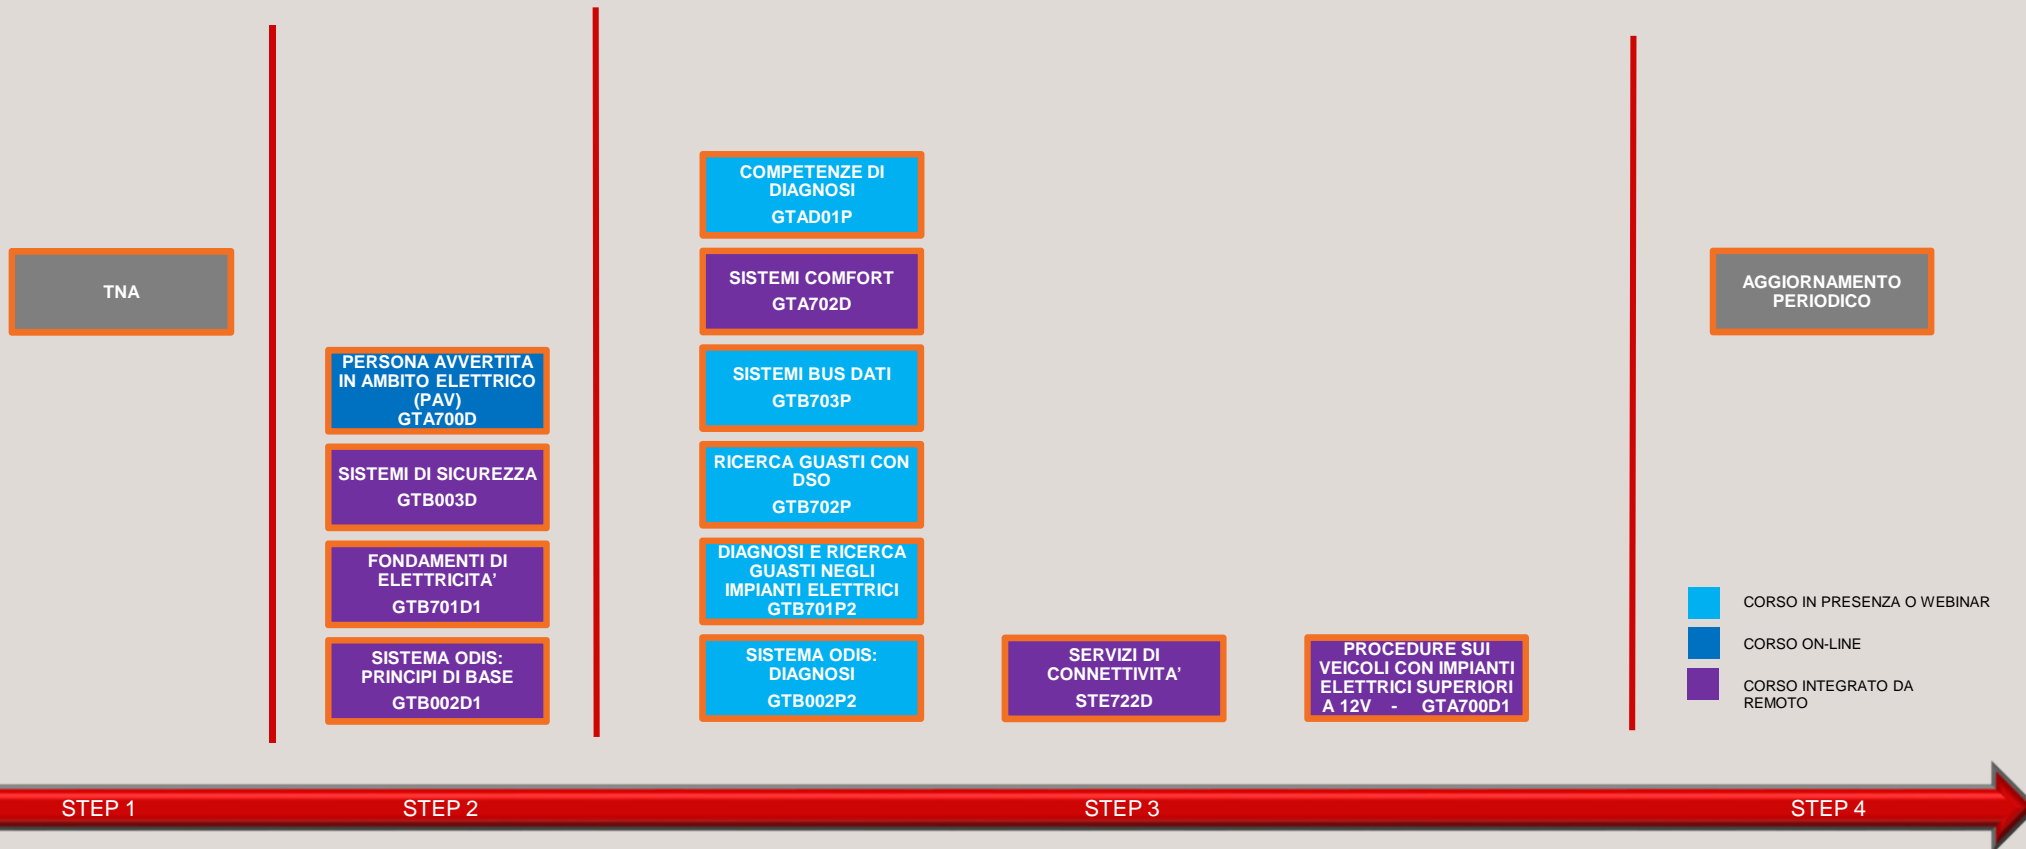 TNA
PERSONA AVVERTITA
IN AMBITO ELETTRICO
(PAV)
GTA700D
SISTEMI DI SICUREZZA
GTB003D
FONDAMENTI DI
ELETTRICITA’
GTB701D1
SISTEMA ODIS:
PRINCIPI DI BASE
GTB002D1
COMPETENZE DI
DIAGNOSI
GTAD01P
SISTEMI COMFORT
GTA702D
SISTEMI BUS DATI
GTB703P
RICERCA GUASTI CON
DSO
GTB702P
DIAGNOSI E RICERCA
GUASTI NEGLI
IMPIANTI ELETTRICI
GTB701P2
SISTEMA ODIS:
DIAGNOSI
GTB002P2
SERVIZI DI
CONNETTIVITA’
STE722D
PROCEDURE SUI
VEICOLI CON IMPIANTI
ELETTRICI SUPERIORI
A 12V - GTA700D1
AGGIORNAMENTO
PERIODICO
CORSO IN PRESENZA O WEBINAR
CORSO ON-LINE
CORSO INTEGRATO DA
REMOTO
STEP 1
STEP 2
STEP 3
STEP 4